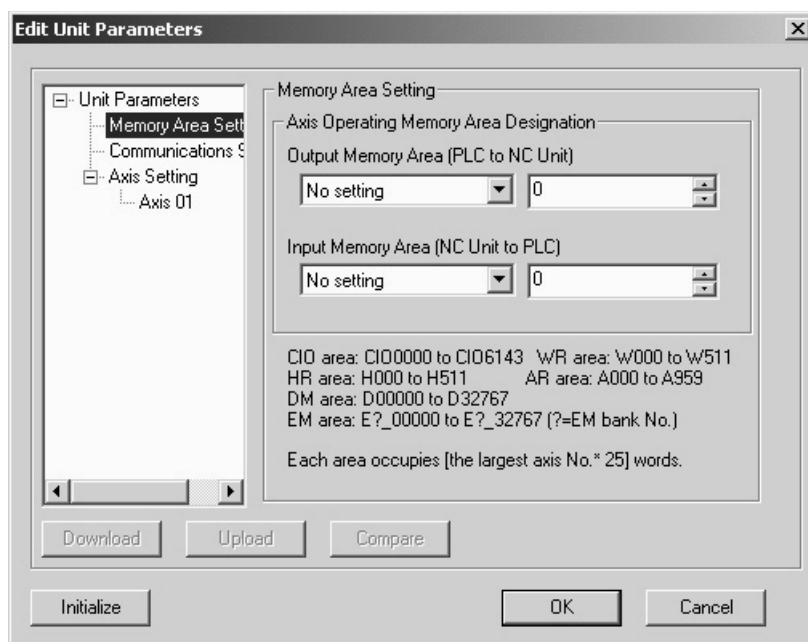 Edit Unit Parameters
Unit Parameters
Memory Area Sett
Communications S
Axis Setting
Axis 01
Memory Area Setting
Axis Operating Memory Area Designation
Output Memory Area (PLC to NC Unit)
No setting 0
Input Memory Area (NC Unit to PLC)
No setting 0
CIO area: CIO0000 to CIO6143 WR area: W000 to W511
HR area: H000 to H511 AR area: A000 to A959
DM area: D00000 to D32767
EM area: E?_00000 to E?_32767 (?=EM bank No.)
Each area occupies [the largest axis No.* 25] words.
Download Upload Compare
Initialize OK Cancel